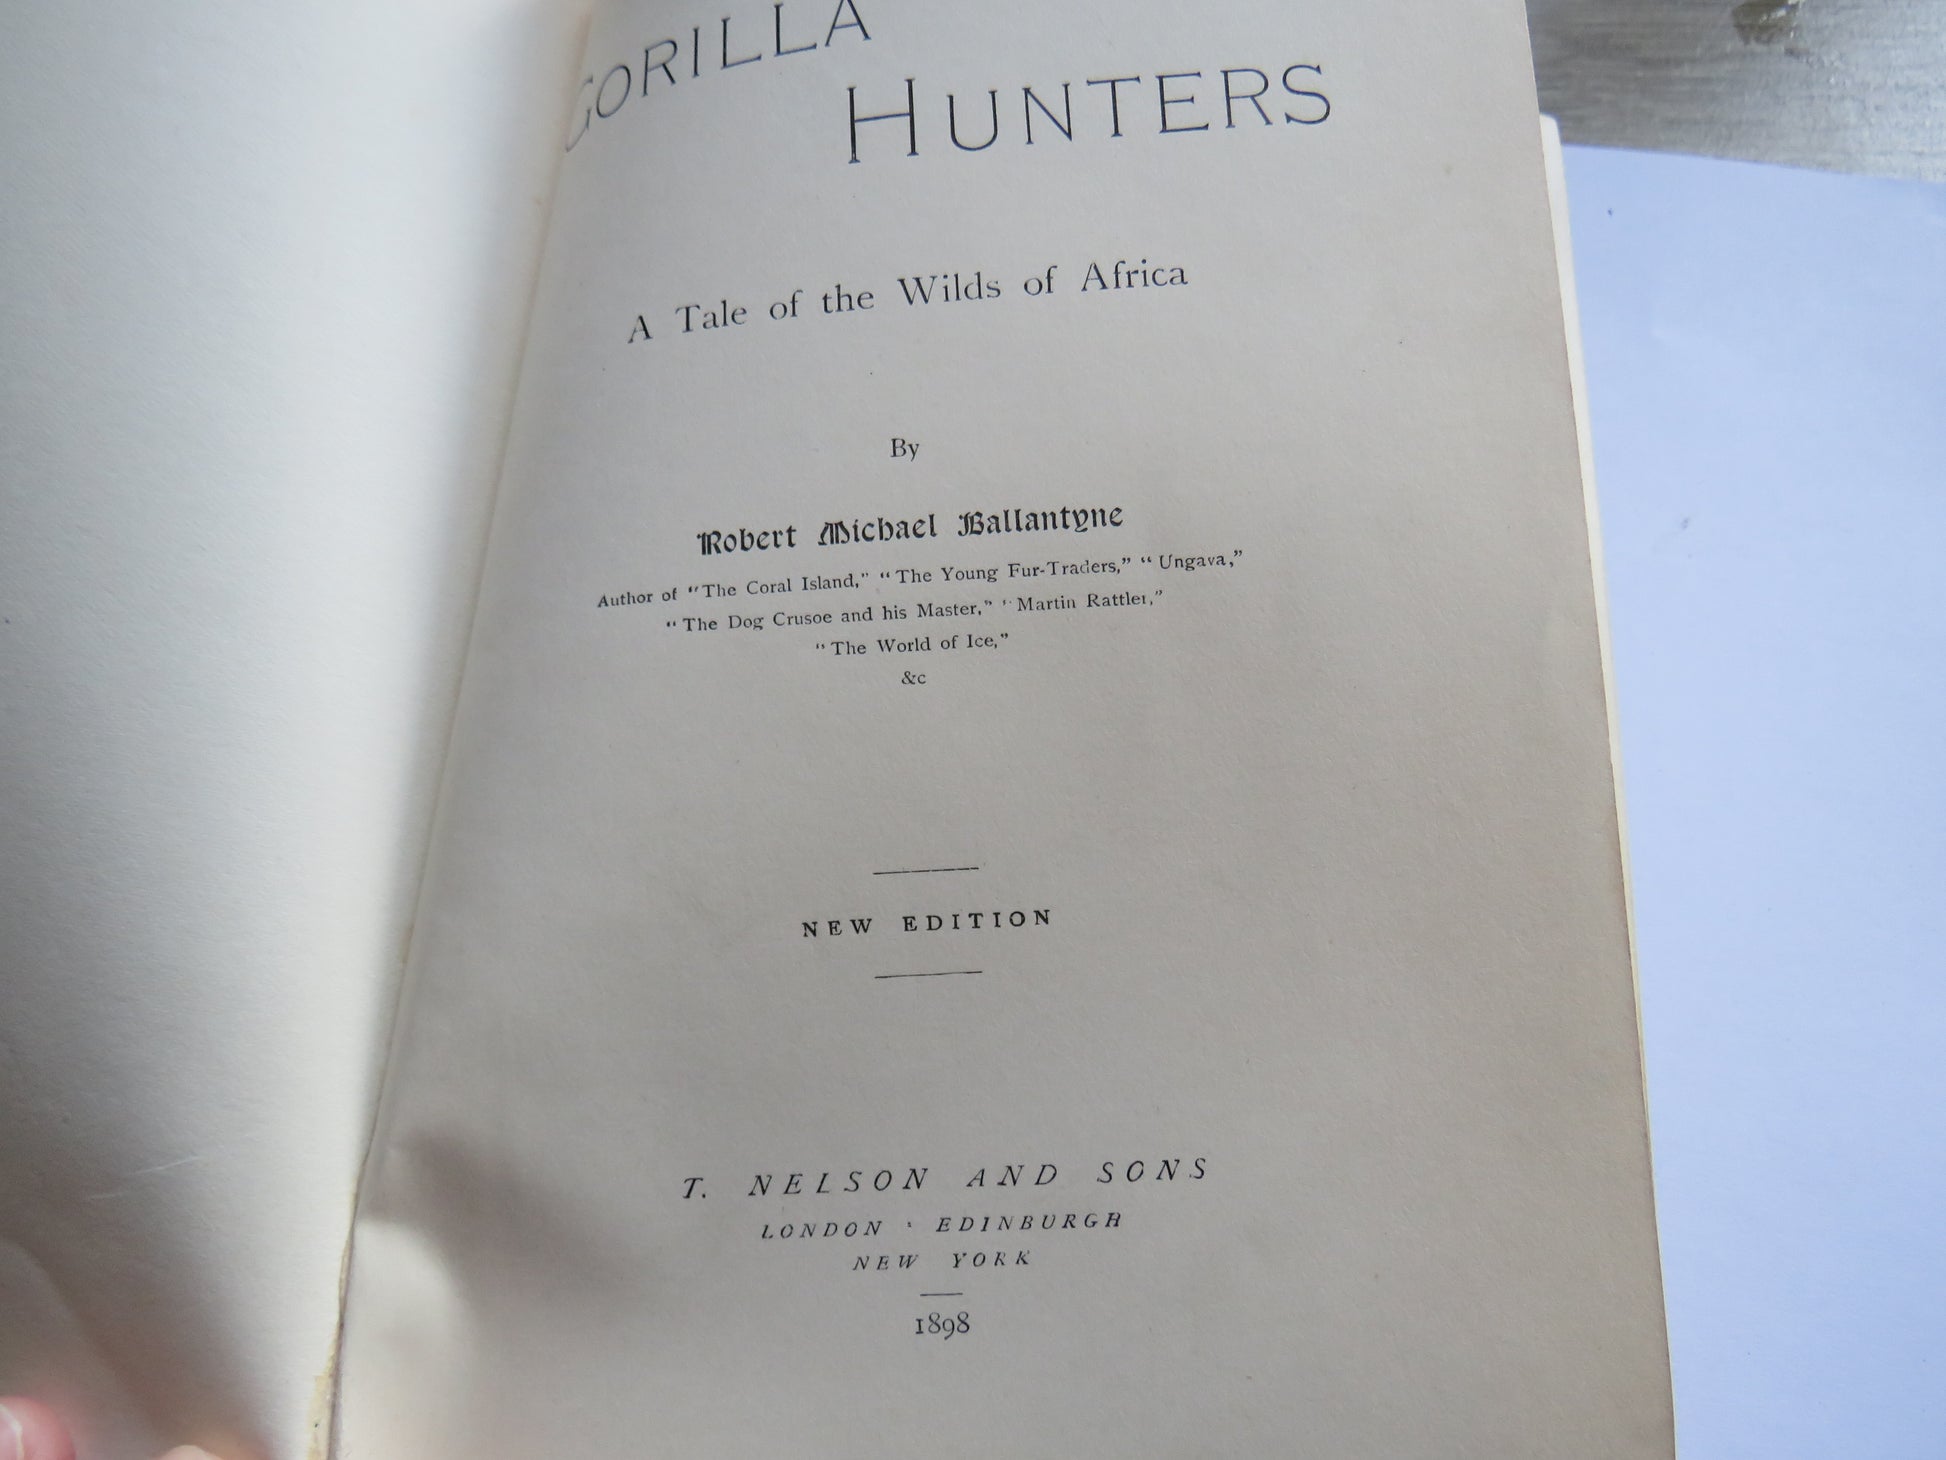 GORILLA
HUNTERS
A Tale of the Wilds of Africa
By
Robert Michael Ballantyne
Author of "The Coral Island," "The Young Fur-Traders," "Ungava,"
"The Dog Crusoe and his Master," "Martin Rattler,"
"The World of Ice,"
&c
NEW EDITION
T. NELSON AND SONS
LONDON · EDINBURGH
NEW YORK
1898